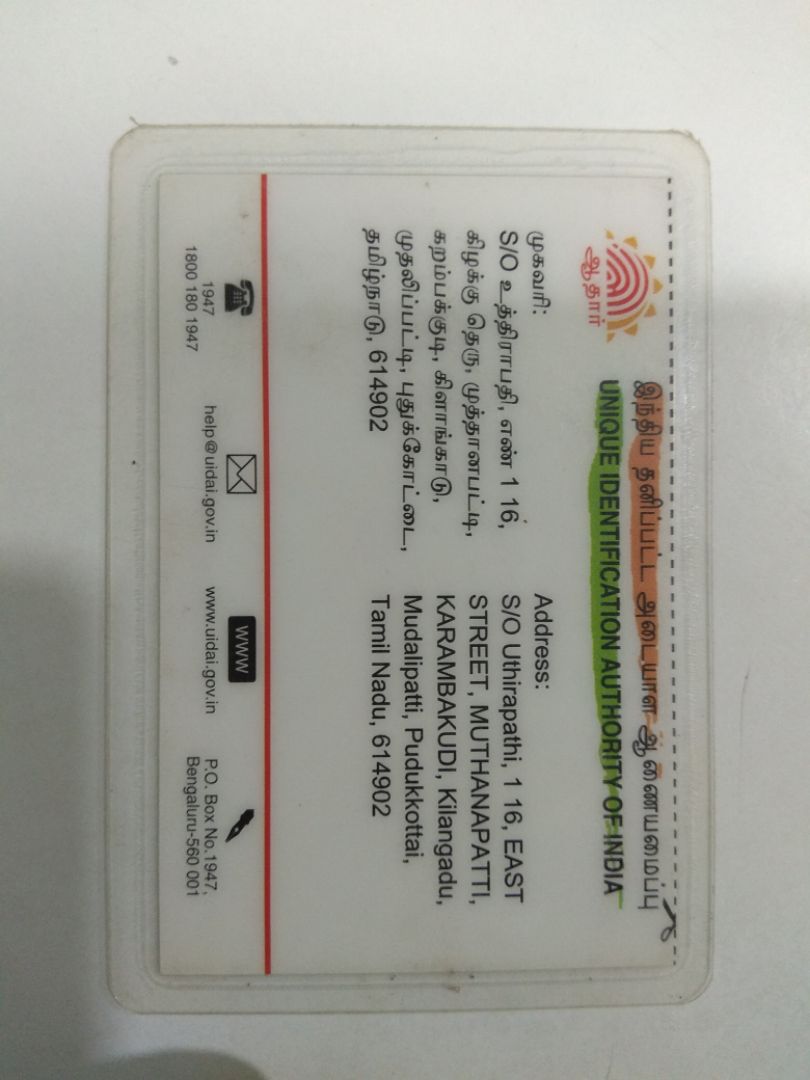 இந்திய தனிப்பட்ட அடையாள ஆணையமைப்பு
UNIQUE IDENTIFICATION AUTHORITY OF INDIA
ஆதார்
முகவரி:
S/O உத்திராபதி, எண் 1 16,
கிழக்கு தெரு, முத்தானபட்டி,
கறம்பக்குடி, கிளாங்காடு,
முதலிப்பட்டி, புதுக்கோட்டை,
தமிழ்நாடு, 614902
Address:
S/O Uthirapathi, 1 16, EAST
STREET, MUTHANAPATTI,
KARAMBAKUDI, Kilangadu,
Mudalipatti, Pudukkottai,
Tamil Nadu, 614902
1947
1800 180 1947
help@uidai.gov.in
WWW
www.uidai.gov.in
P.O. Box No.1947,
Bengaluru-560 001